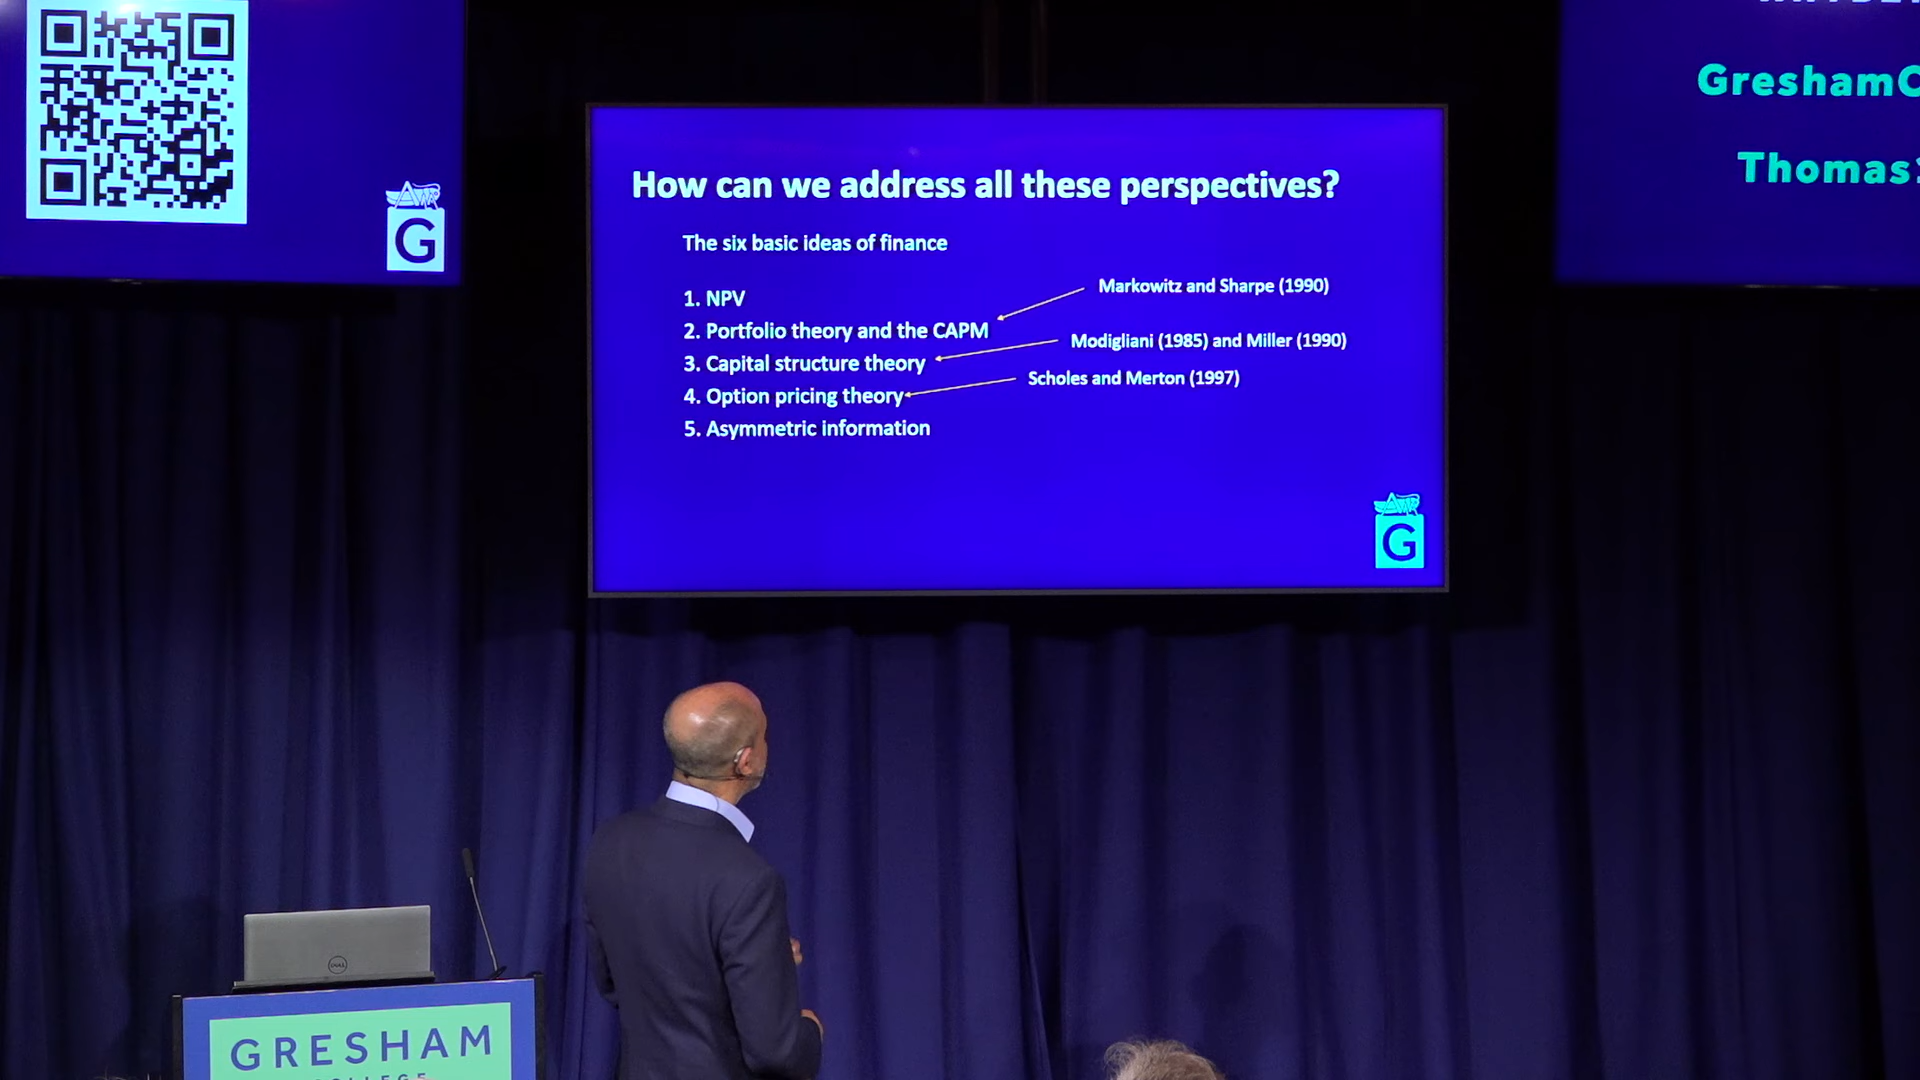 G
How can we address all these perspectives?
The six basic ideas of finance
1. NPV
2. Portfolio theory and the CAPM
3. Capital structure theory
4. Option pricing theory
5. Asymmetric information
Markowitz and Sharpe (1990)
Modigliani (1985) and Miller (1990)
Scholes and Merton (1997)
G
GreshamC
Thomas
DELL
GRESHAM
COLLEGE